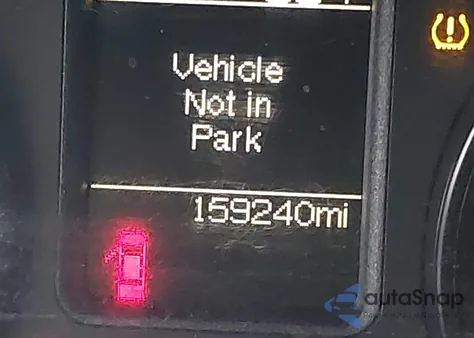 Vehicle
Not in
Park
159240mi
autoSnap